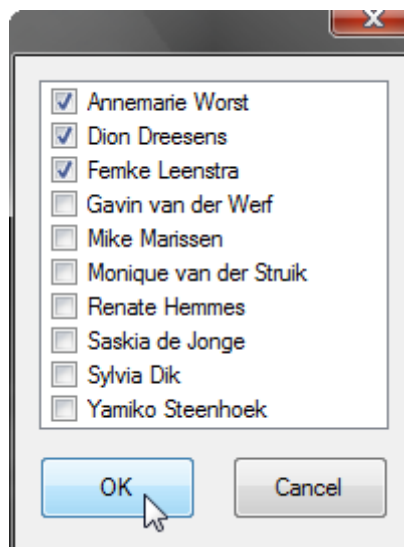 Annemarie Worst
Dion Dreesens
Femke Leenstra
Gavin van der Werf
Mike Marissen
Monique van der Struik
Renate Hemmes
Saskia de Jonge
Sylvia Dik
Yamiko Steenhoek
OK Cancel